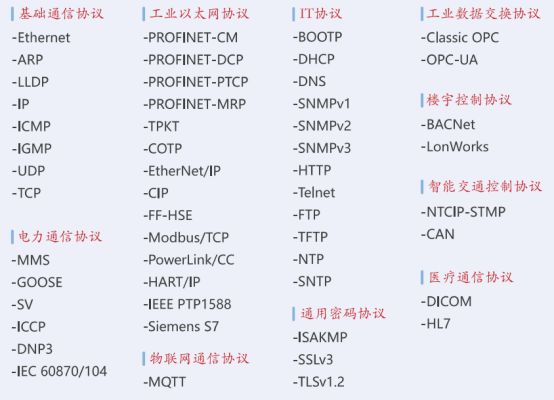 基础通信协议
-Ethernet
-ARP
-LLDP
-IP
-ICMP
-IGMP
-UDP
-TCP
电力通信协议
-MMS
-GOOSE
-SV
-ICCP
-DNP3
-IEC 60870/104
工业以太网协议
-PROFINET-CM
-PROFINET-DCP
-PROFINET-PTCP
-PROFINET-MRP
-TPKT
-COTP
-EtherNet/IP
-CIP
-FF-HSE
-Modbus/TCP
-PowerLink/CC
-HART/IP
-IEEE PTP1588
-Siemens S7
物联网通信协议
-MQTT
IT协议
-BOOTP
-DHCP
-DNS
-SNMPv1
-SNMPv2
-SNMPv3
-HTTP
-Telnet
-FTP
-TFTP
-NTP
-SNTP
通用密码协议
-ISAKMP
-SSLv3
-TLSv1.2
工业数据交换协议
-Classic OPC
-OPC-UA
楼宇控制协议
-BACNet
-LonWorks
智能交通控制协议
-NTCIP-STMP
-CAN
医疗通信协议
-DICOM
-HL7